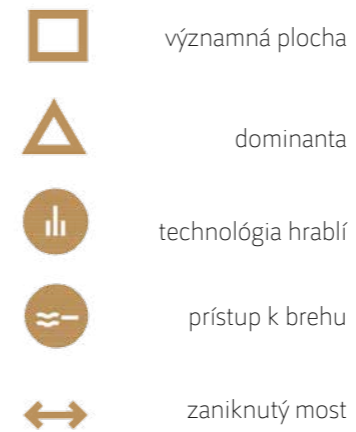 významná plocha
dominanta
technológia hrablí
prístup k brehu
zaniknutý most